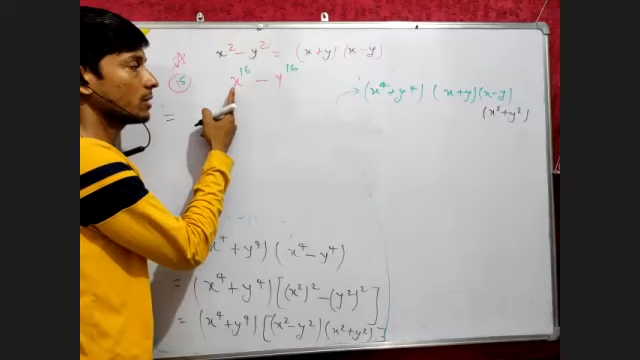 x² - y² = (x+y) (x-y)
15 x¹⁶ - y¹⁶
→ (x⁴+y⁴) (x+y)(x-y)
(x²+y²)
=
x⁴ + y⁴) (x⁴ - y⁴)
= (x⁴ + y⁴) [(x²)² - (y²)²]
= (x⁴+y⁴) [(x²-y²)(x²+y²)]